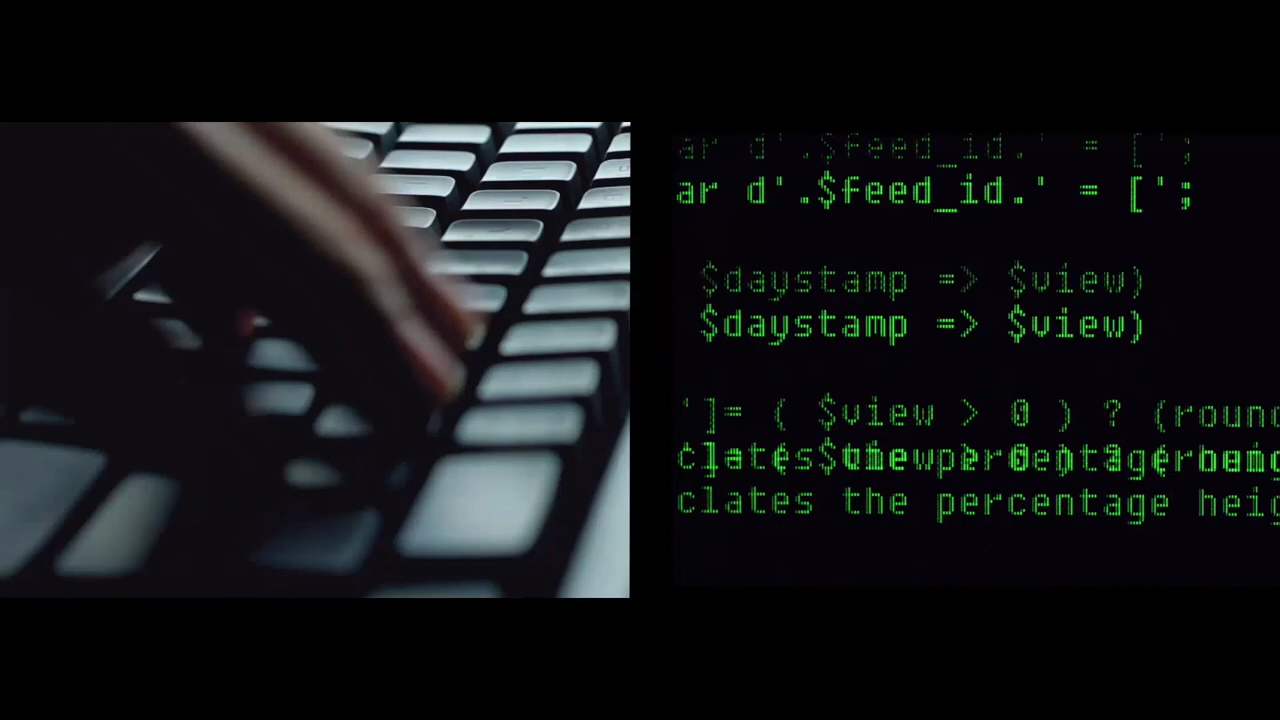 ar d'.$feed_id.' = [';
ar d'.$feed_id.' = [';
$daystamp => $view)
$daystamp => $view)
']= ( $view > 0 ) ? (round
clates the percentage heig